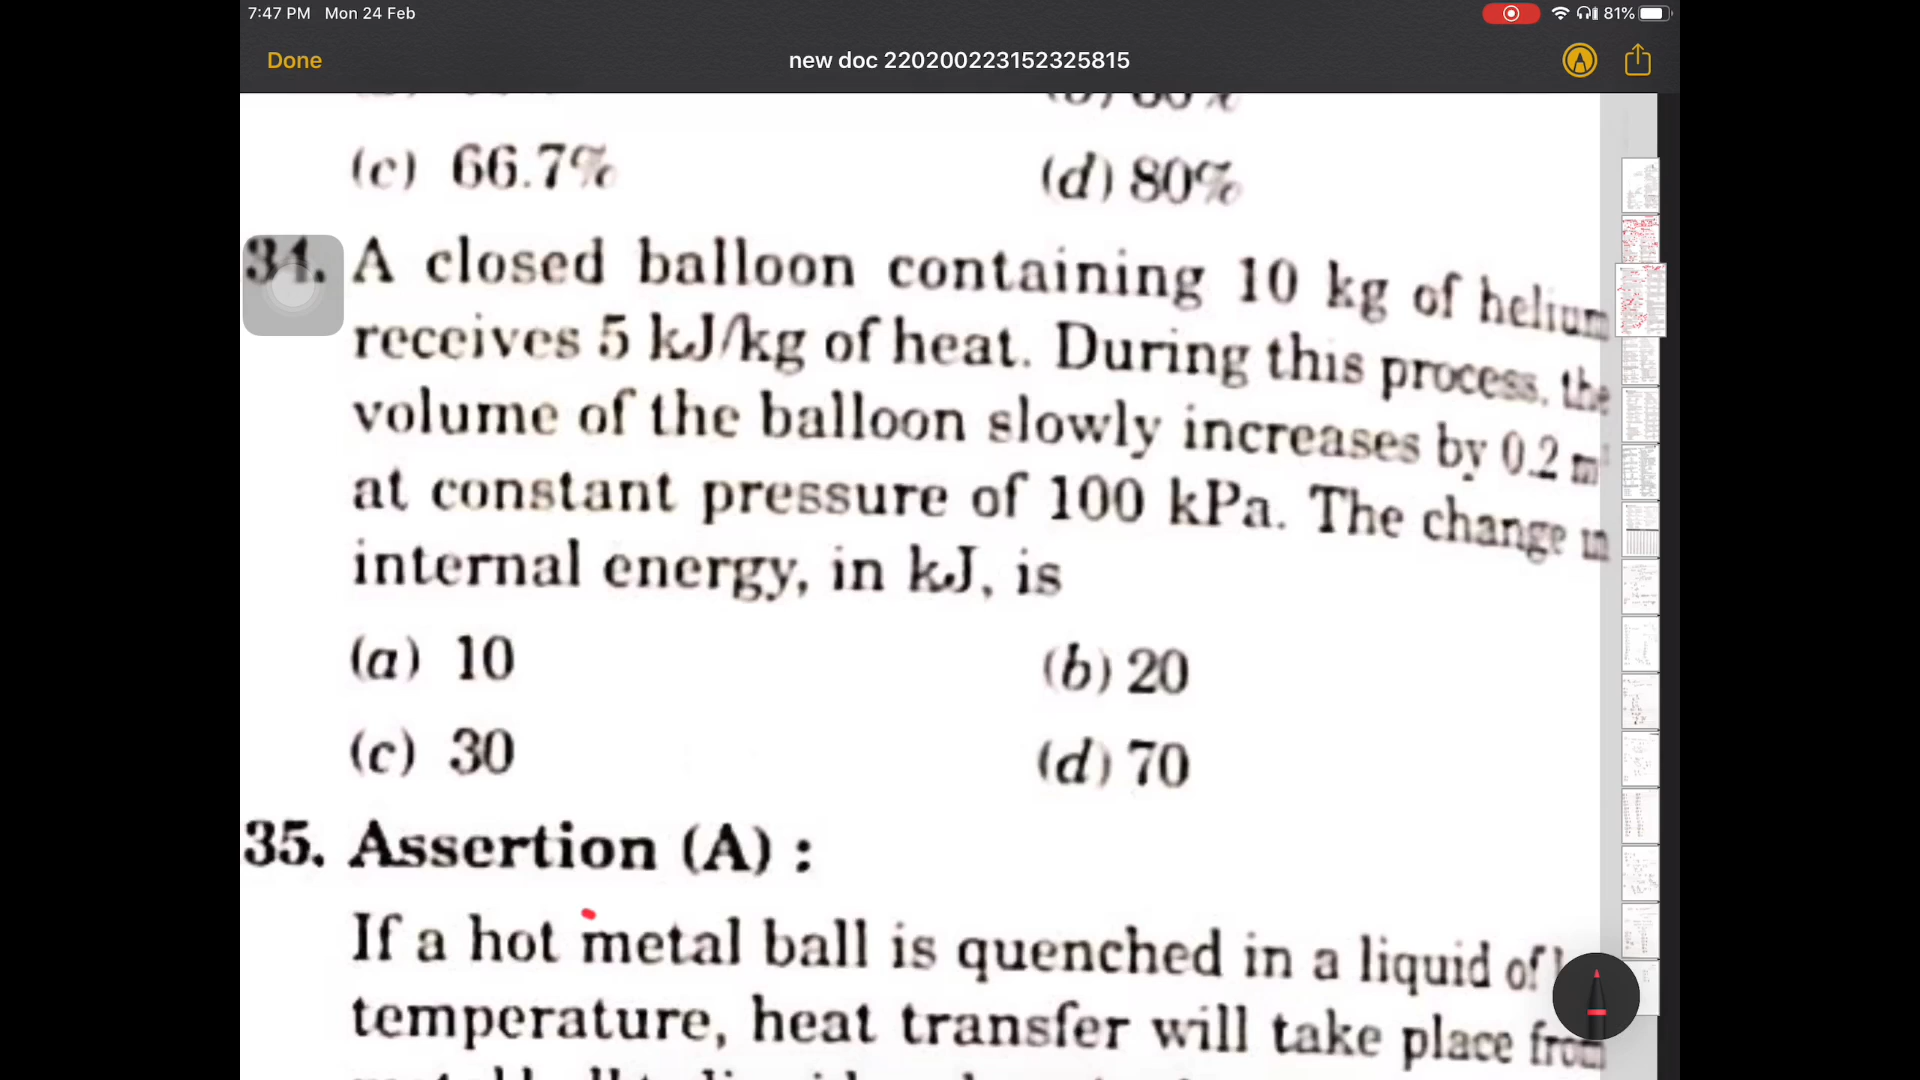 7:47 PM Mon 24 Feb
81%
Done
new doc 220200223152325815
(c) 66.7%
(d) 80%
34. A closed balloon containing 10 kg of helium
receives 5 kJ/kg of heat. During this process, the
volume of the balloon slowly increases by 0.2 m
at constant pressure of 100 kPa. The change in
internal energy, in kJ, is
(a) 10
(b) 20
(c) 30
(d) 70
35. Assertion (A) :
If a hot metal ball is quenched in a liquid of
temperature, heat transfer will take place from